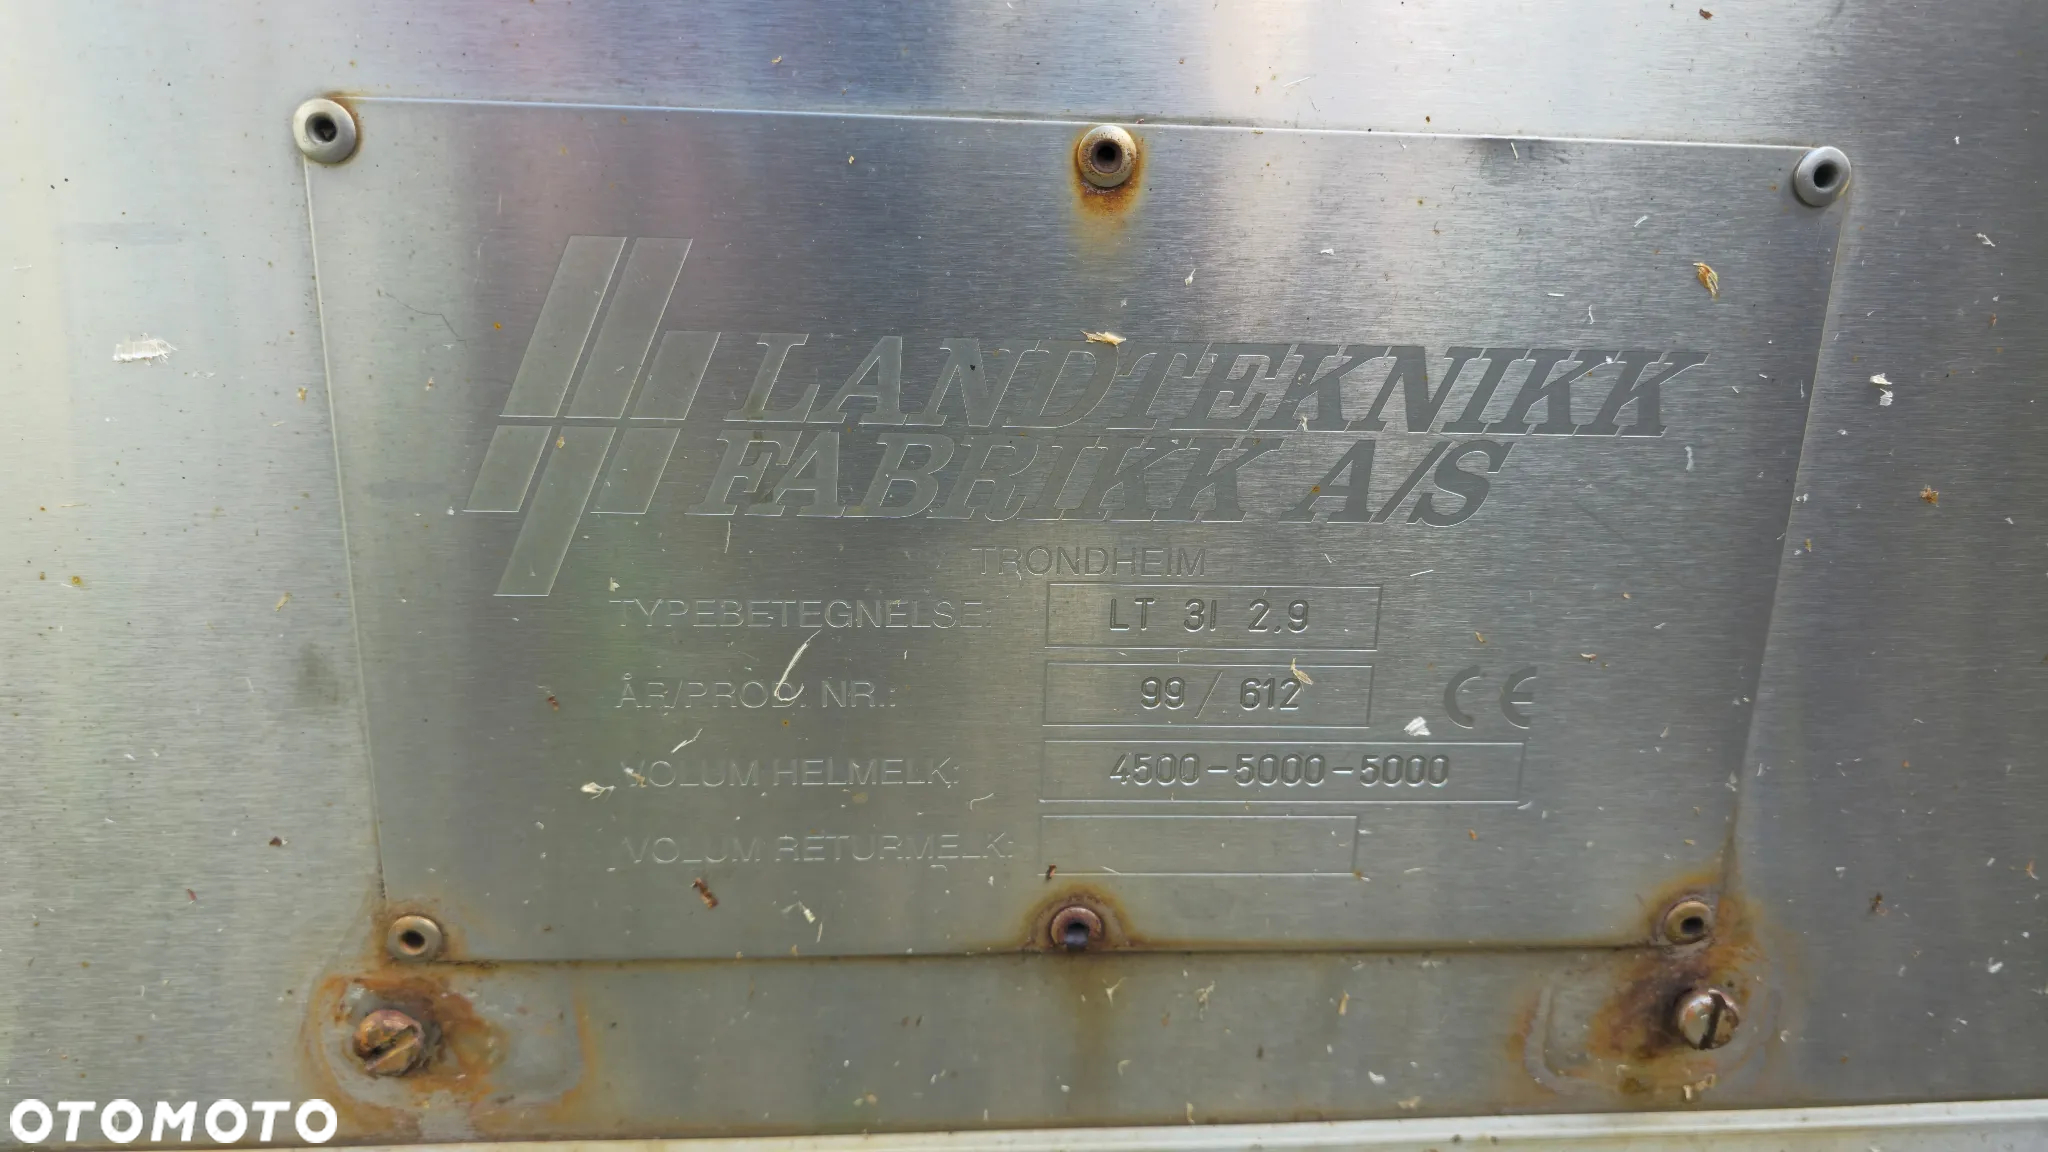 LANDTEKNIKK
FABRIKK A/S
TRONDHEIM
TYPEBETEGNELSE: LT 3I 2.9
ÅR/PROD. NR.: 99 / 612 CE
VOLUM HELMELK: 4500-5000-5000
VOLUM RETURMELK:
OTOMOTO